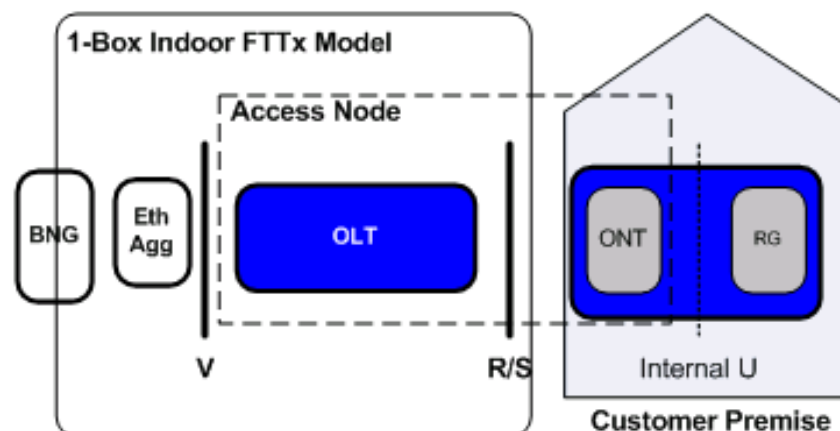 1-Box Indoor FTTx Model
Access Node
BNG
Eth
Agg
OLT
ONT
RG
V
R/S
Internal U
Customer Premise